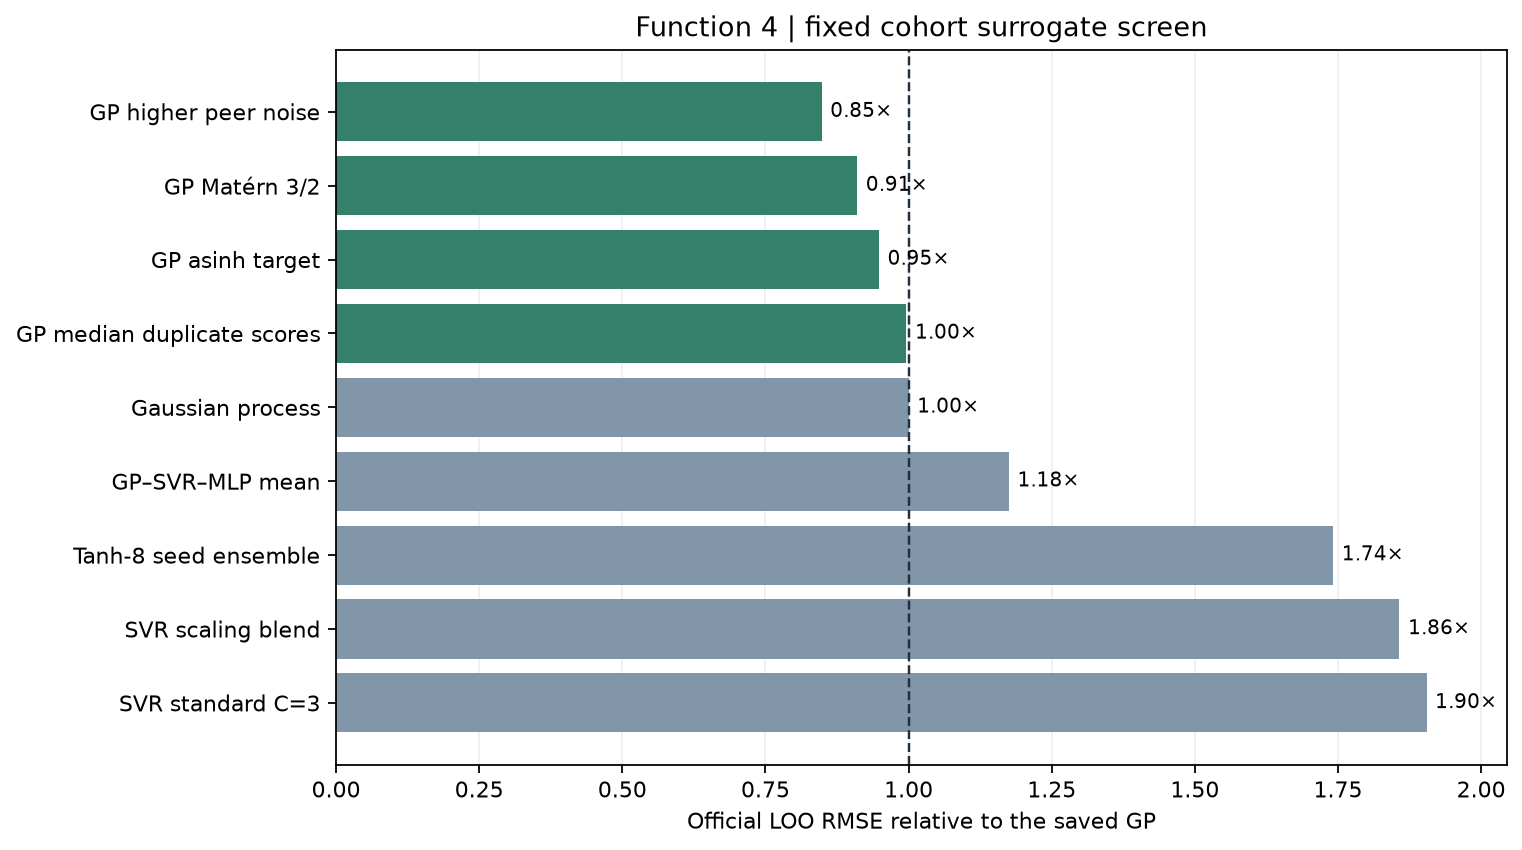 Function 4 | fixed cohort surrogate screen
GP higher peer noise 0.85×
GP Matérn 3/2 0.91×
GP asinh target 0.95×
GP median duplicate scores 1.00×
Gaussian process 1.00×
GP–SVR–MLP mean 1.18×
Tanh-8 seed ensemble 1.74×
SVR scaling blend 1.86×
SVR standard C=3 1.90×
0.00 0.25 0.50 0.75 1.00 1.25 1.50 1.75 2.00
Official LOO RMSE relative to the saved GP